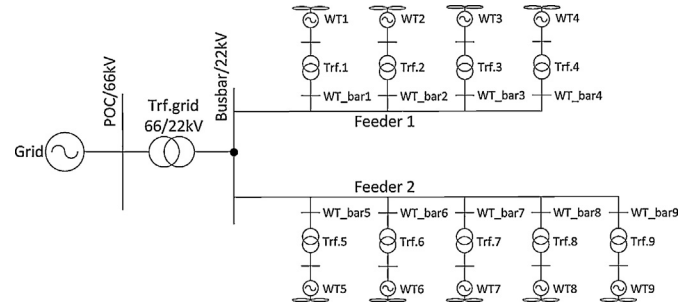 WT1 WT2 WT3 WT4
Trf.1 Trf.2 Trf.3 Trf.4
WT_bar1 WT_bar2 WT_bar3 WT_bar4
Feeder 1
POC/66kV
Busbar/22kV
Trf.grid
66/22kV
Grid
Feeder 2
WT_bar5 WT_bar6 WT_bar7 WT_bar8 WT_bar9
Trf.5 Trf.6 Trf.7 Trf.8 Trf.9
WT5 WT6 WT7 WT8 WT9